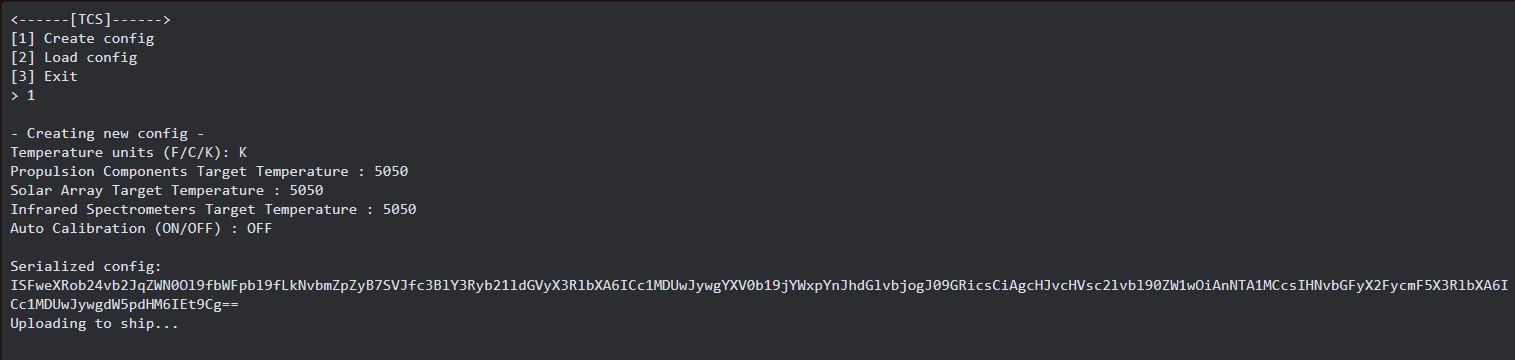 <------[TCS]------>
[1] Create config
[2] Load config
[3] Exit
> 1
- Creating new config -
Temperature units (F/C/K): K
Propulsion Components Target Temperature : 5050
Solar Array Target Temperature : 5050
Infrared Spectrometers Target Temperature : 5050
Auto Calibration (ON/OFF) : OFF
Serialized config:
ISFweXRob24vb2JqZWN0Ol9fbWFpbl9fLkNvbmZpZyB7SVJfc3BlY3Ryb21ldGVyX3RlbXA6ICc1MDUwJywgYXV0b19jYWxpYnJhdGlvbjogJ09GRicsCiAgcHJvcHVsc2lvbl90ZW1wOiAnNTA1MCcsIHNvbGFyX2FycmF5X3RlbXA6I
Cc1MDUwJywgdW5pdHM6IEt9Cg==
Uploading to ship...